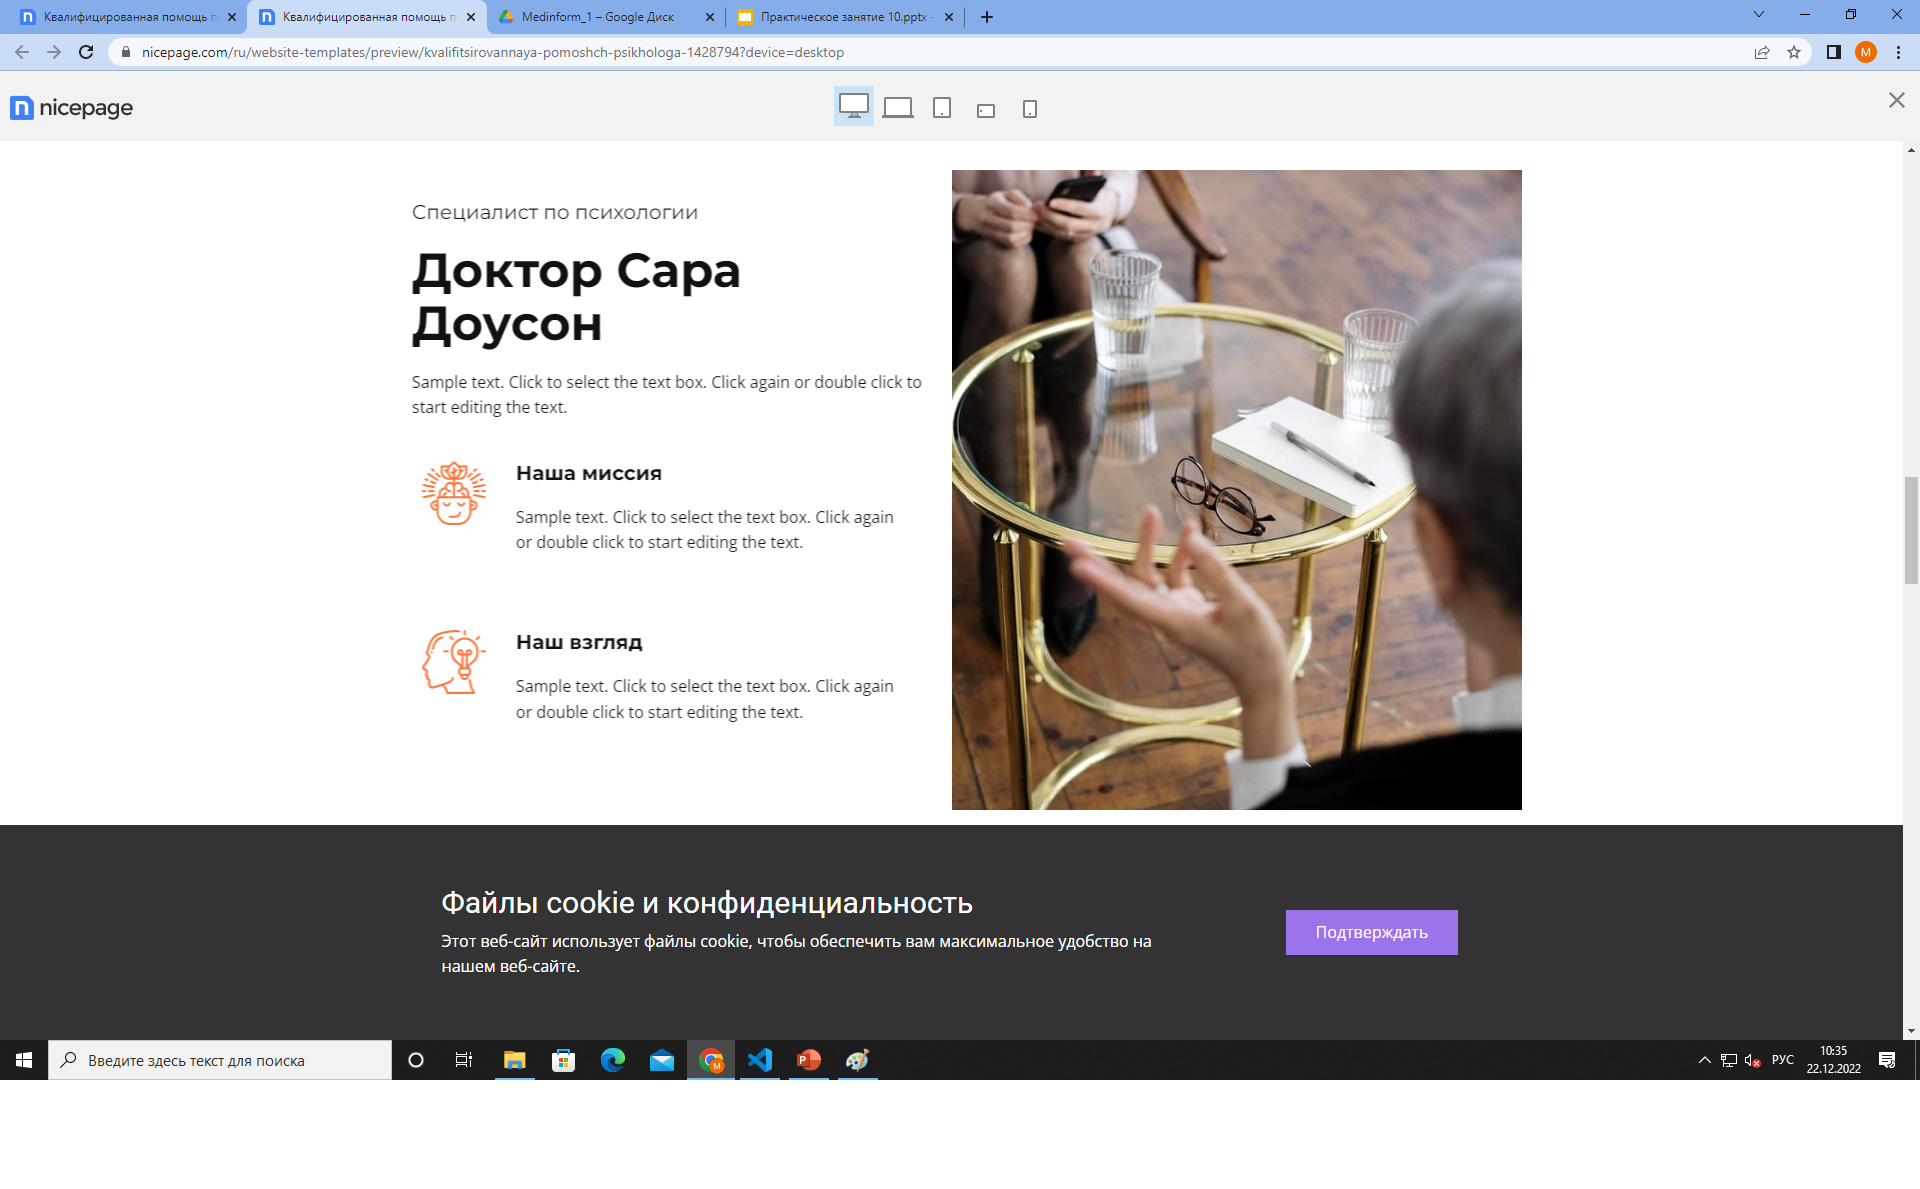 Квалифицированная помощь п
Квалифицированная помощь п
Medinform_1 – Google Диск
Практическое занятие 10.pptx -
nicepage.com/ru/website-templates/preview/kvalifitsirovannaya-pomoshch-psikhologa-1428794?device=desktop
M
nicepage
Специалист по психологии
Доктор Сара
Доусон
Sample text. Click to select the text box. Click again or double click to
start editing the text.
Наша миссия
Sample text. Click to select the text box. Click again
or double click to start editing the text.
Наш взгляд
Sample text. Click to select the text box. Click again
or double click to start editing the text.
Файлы cookie и конфиденциальность
Этот веб-сайт использует файлы cookie, чтобы обеспечить вам максимальное удобство на
нашем веб-сайте.
Подтверждать
Введите здесь текст для поиска
РУС
10:35
22.12.2022